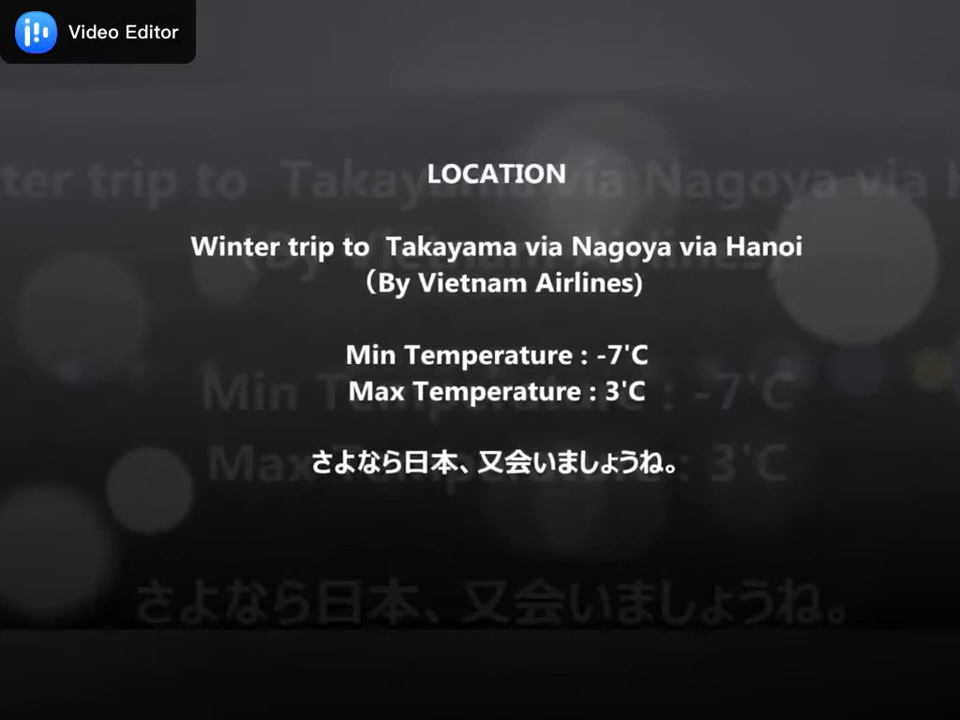 Video Editor
LOCATION
Winter trip to  Takayama via Nagoya via Hanoi
（By Vietnam Airlines)
Min Temperature : -7'C
Max Temperature : 3'C
さよなら日本、又会いましょうね。